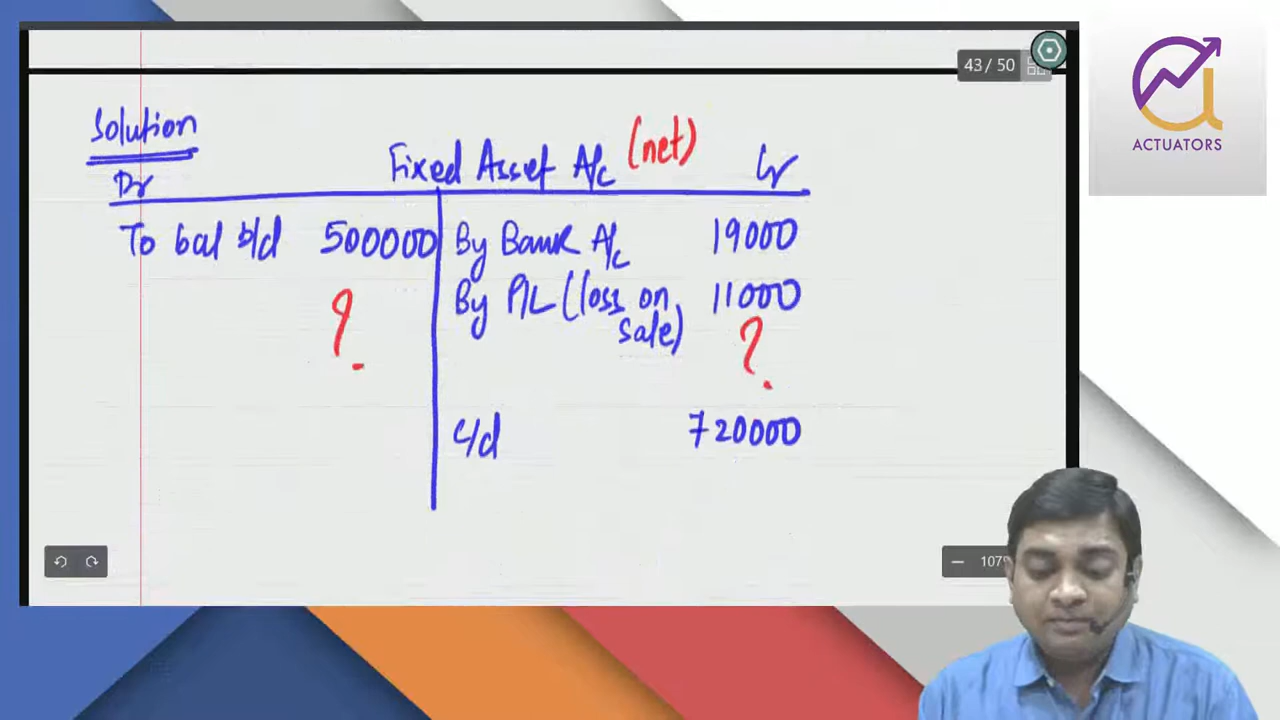 43 / 50
ACTUATORS
Solution
Fixed Asset A/c (net)
Dr
Cr
To bal b/d 500000 By Bank A/c 19000
? By P/L (loss on sale) 11000
?
c/d 720000
107%